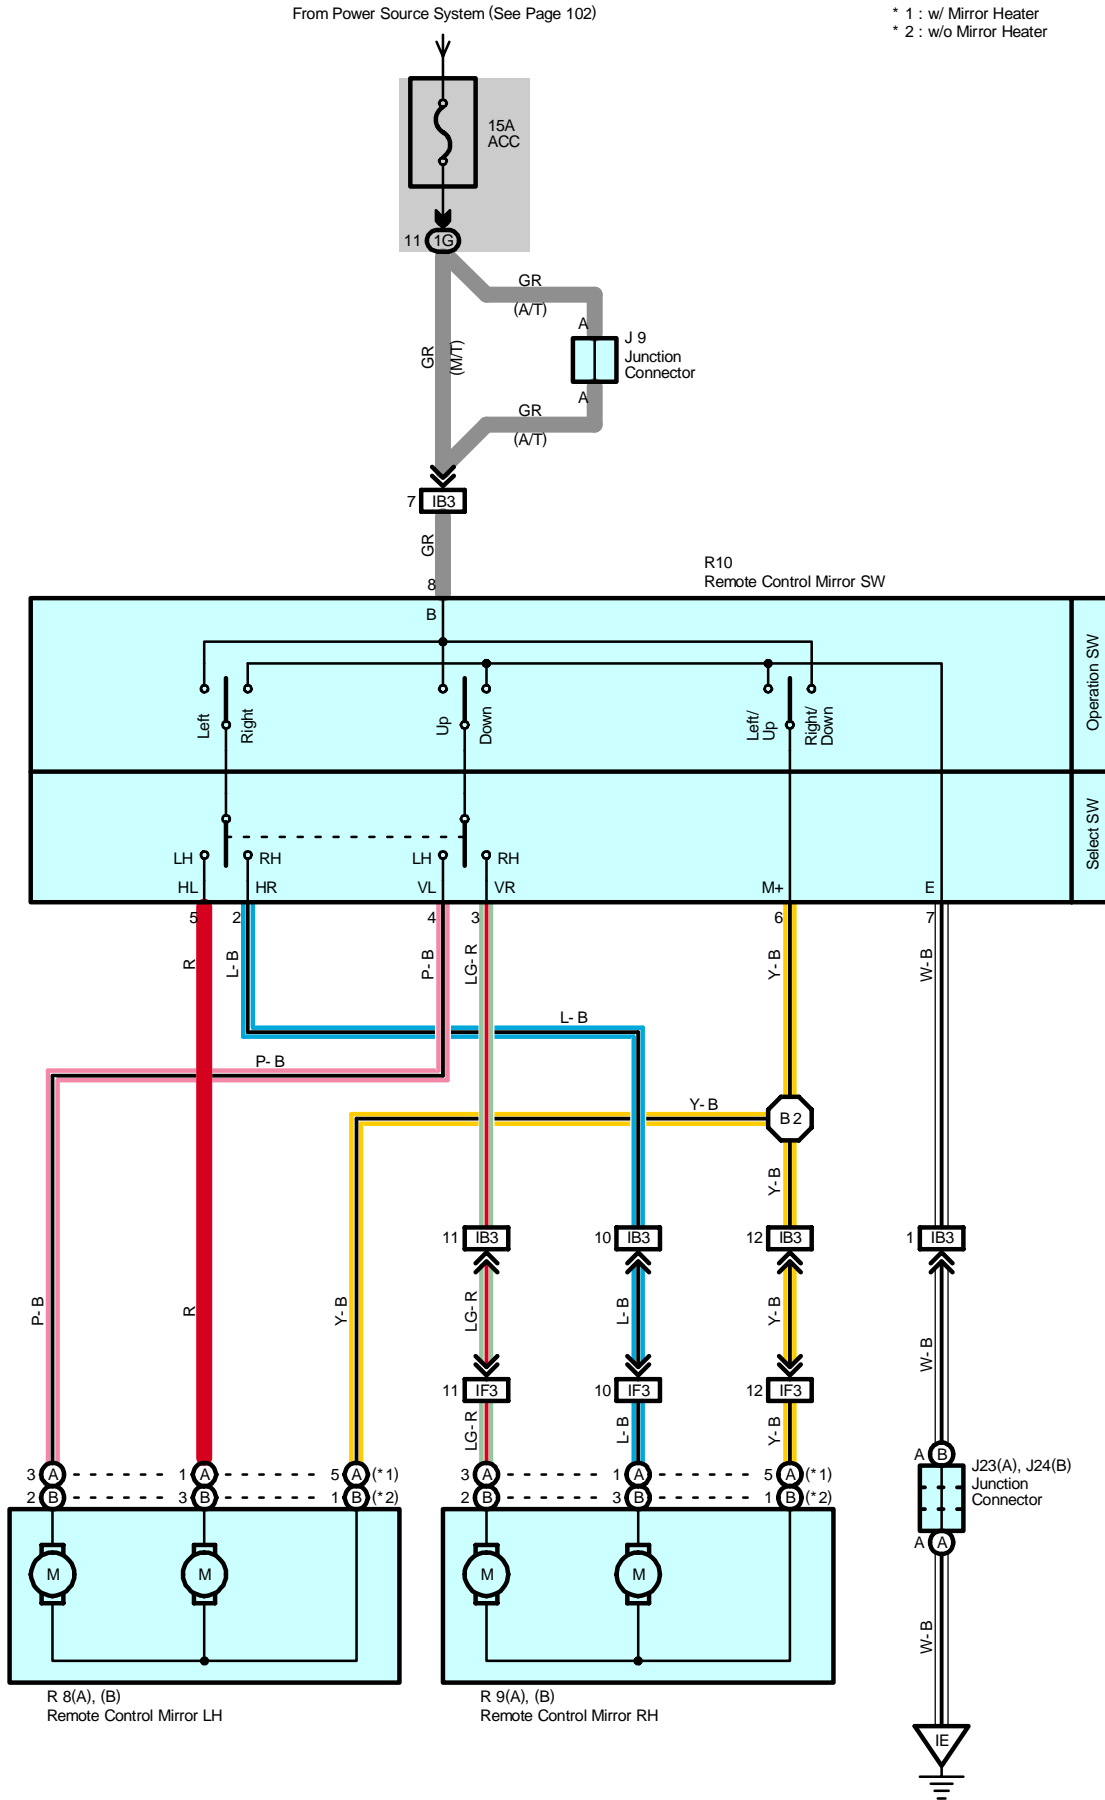 From Power Source System (See Page 102)
* 1 : w/ Mirror Heater
* 2 : w/o Mirror Heater
15A
ACC
11 1G
GR
(A/T)
A
J 9
Junction
Connector
GR
(M/T)
A
GR
(A/T)
7 IB3
GR
8
R10
Remote Control Mirror SW
B
Operation SW
Left
Right
Up
Down
Left/
Up
Right/
Down
Select SW
LH
RH
LH
RH
HL
HR
VL
VR
M+
E
5
2
4
3
6
7
R
L- B
P- B
LG- R
Y- B
W- B
L- B
P- B
Y- B
B 2
Y- B
11 IB3
10 IB3
12 IB3
1 IB3
P- B
R
Y- B
LG- R
L- B
Y- B
W- B
11 IF3
10 IF3
12 IF3
LG- R
L- B
Y- B
A B
3 A 1 A 5 A (* 1)
3 A 1 A 5 A (* 1)
2 B 3 B 1 B (* 2)
2 B 3 B 1 B (* 2)
J23(A), J24(B)
Junction
Connector
A A
M
M
M
M
W- B
R 8(A), (B)
Remote Control Mirror LH
R 9(A), (B)
Remote Control Mirror RH
IE